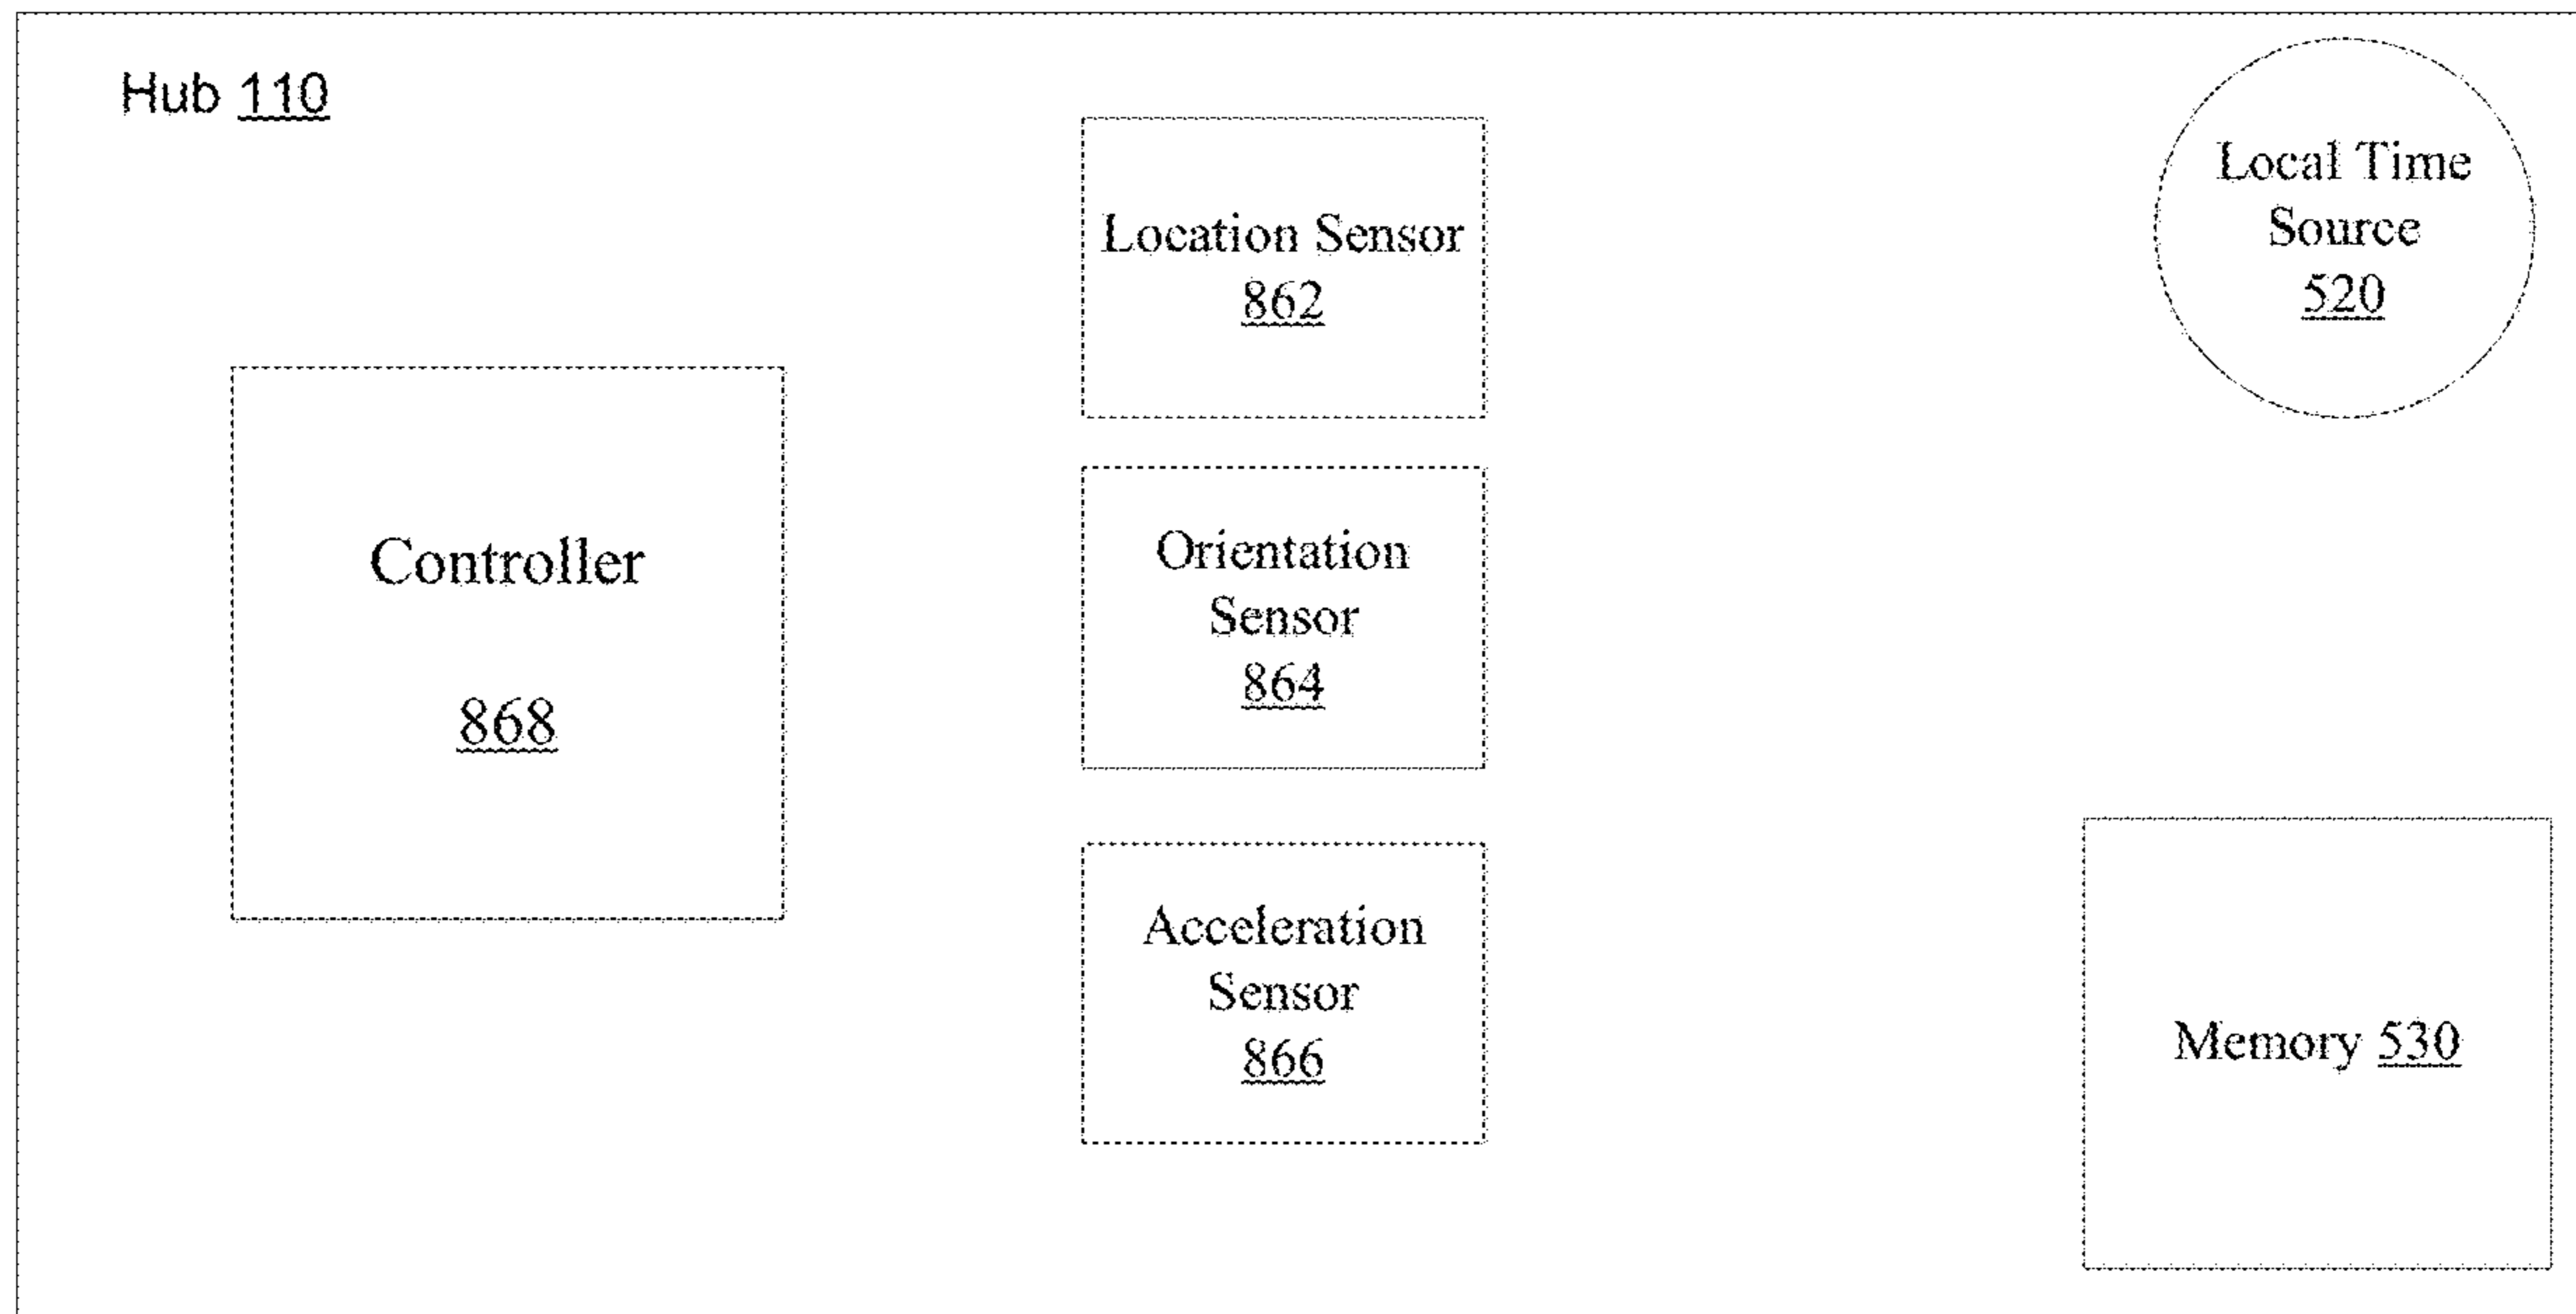 Hub 110
Location Sensor
862
Local Time
Source
520
Controller
868
Orientation
Sensor
864
Acceleration
Sensor
866
Memory 530